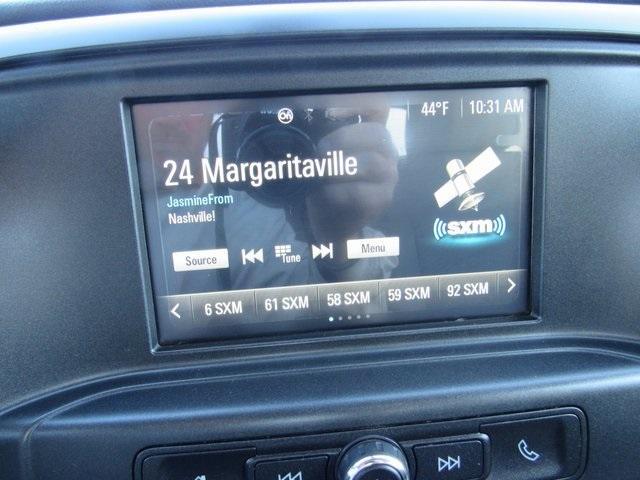 44°F 10:31 AM
24 Margaritaville
JasmineFrom
Nashville!
((sxm))
Source Tune Menu
6 SXM 61 SXM 58 SXM 59 SXM 92 SXM